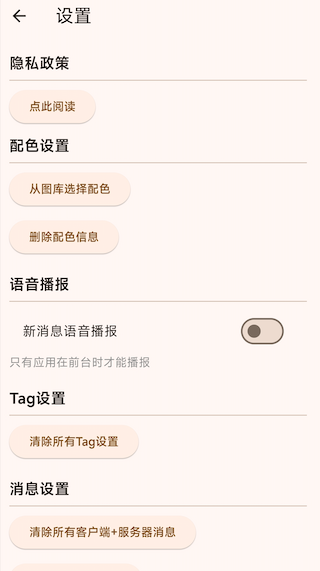 设置
隐私政策
点此阅读
配色设置
从图库选择配色
删除配色信息
语音播报
新消息语音播报
只有应用在前台时才能播报
Tag设置
清除所有Tag设置
消息设置
清除所有客户端+服务器消息